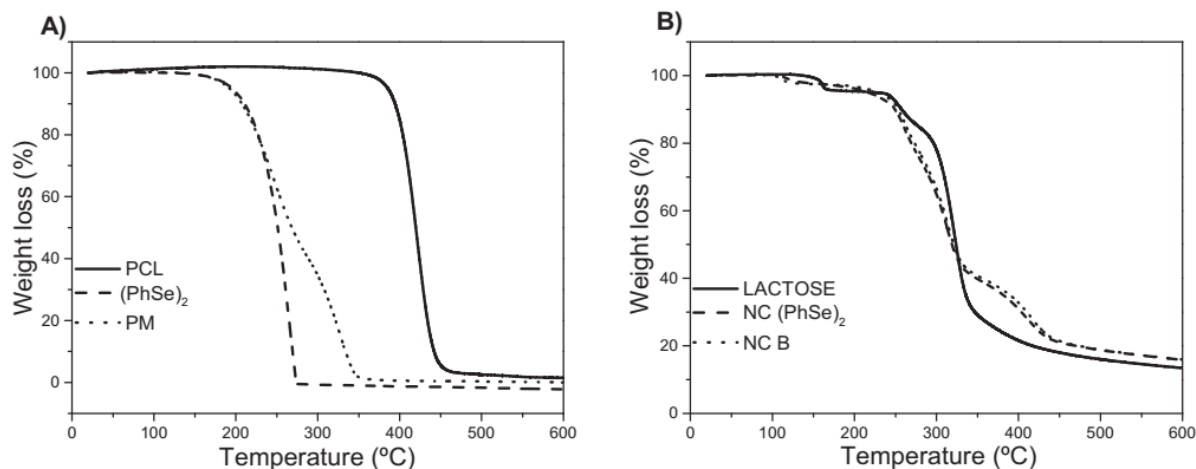 A)
Weight loss (%)
100
80
60
40
20
0
PCL
(PhSe)₂
PM
0 100 200 300 400 500 600
Temperature (ºC)
B)
Weight loss (%)
100
80
60
40
20
0
LACTOSE
NC (PhSe)₂
NC B
0 100 200 300 400 500 600
Temperature (ºC)